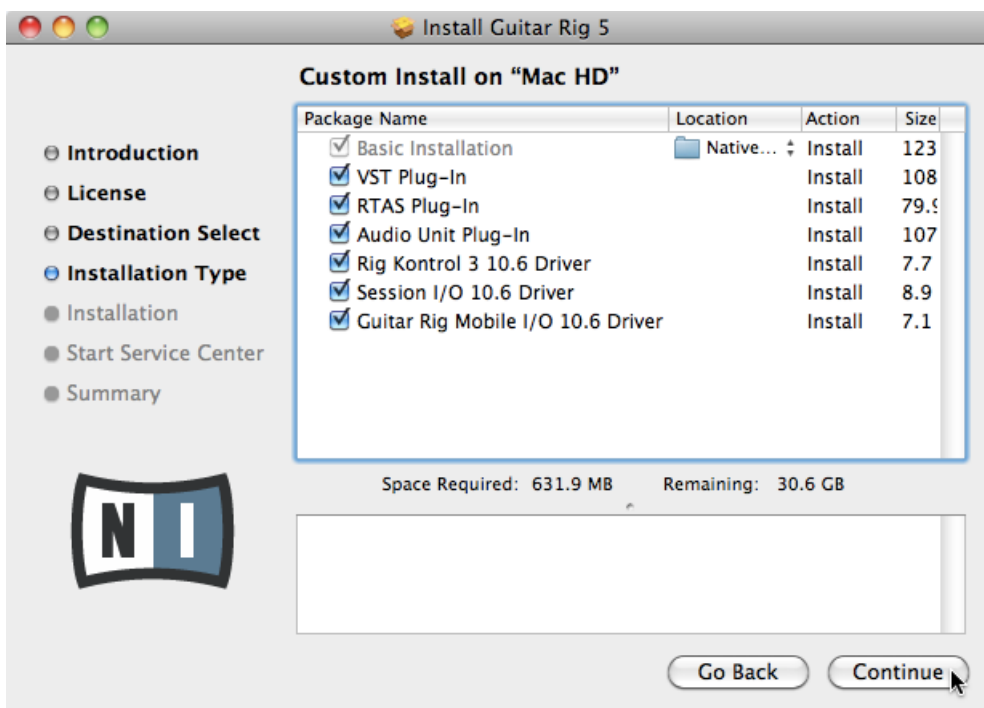 Install Guitar Rig 5
Custom Install on “Mac HD”
Introduction
License
Destination Select
Installation Type
Installation
Start Service Center
Summary
Package Name Location Action Size
Basic Installation Native... Install 123
VST Plug-In Install 108
RTAS Plug-In Install 79.9
Audio Unit Plug-In Install 107
Rig Kontrol 3 10.6 Driver Install 7.7
Session I/O 10.6 Driver Install 8.9
Guitar Rig Mobile I/O 10.6 Driver Install 7.1
Space Required: 631.9 MB Remaining: 30.6 GB
NI
Go Back Continue